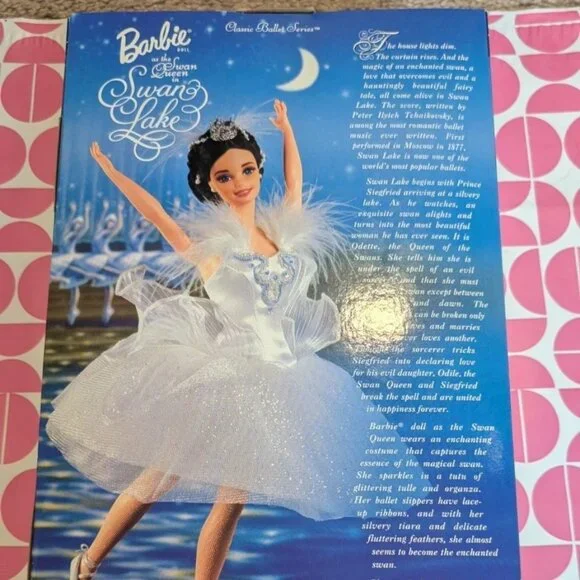 Barbie® DOLL
as the Swan
Queen
in
Swan
Lake
Classic Ballet Series™
The house lights dim.
The curtain rises. And the
magic of an enchanted swan, a
love that overcomes evil and a
hauntingly beautiful fairy
tale, all come alive in Swan
Lake. The score, written by
Peter Ilyich Tchaikovsky, is
among the most romantic ballet
music ever written. First
performed in Moscow in 1877,
Swan Lake is now one of the
world's most popular ballets.
Swan Lake begins with Prince
Siegfried arriving at a silvery
lake. As he watches, an
exquisite swan alights and
turns into the most beautiful
woman he has ever seen. It is
Odette, the Queen of the
Swans. She tells him she is
under the spell of an evil
and that she must
swan except between
and dawn. The
can be broken only
and marries
loves another.
the sorcerer tricks
Siegfried into declaring love
for his evil daughter, Odile, the
Swan Queen and Siegfried
break the spell and are united
in happiness forever.
Barbie® doll as the Swan
Queen wears an enchanting
costume that captures the
essence of the magical swan.
She sparkles in a tutu of
glittering tulle and organza.
Her ballet slippers have lace-
up ribbons, and with her
silvery tiara and delicate
fluttering feathers, she almost
seems to become the enchanted
swan.